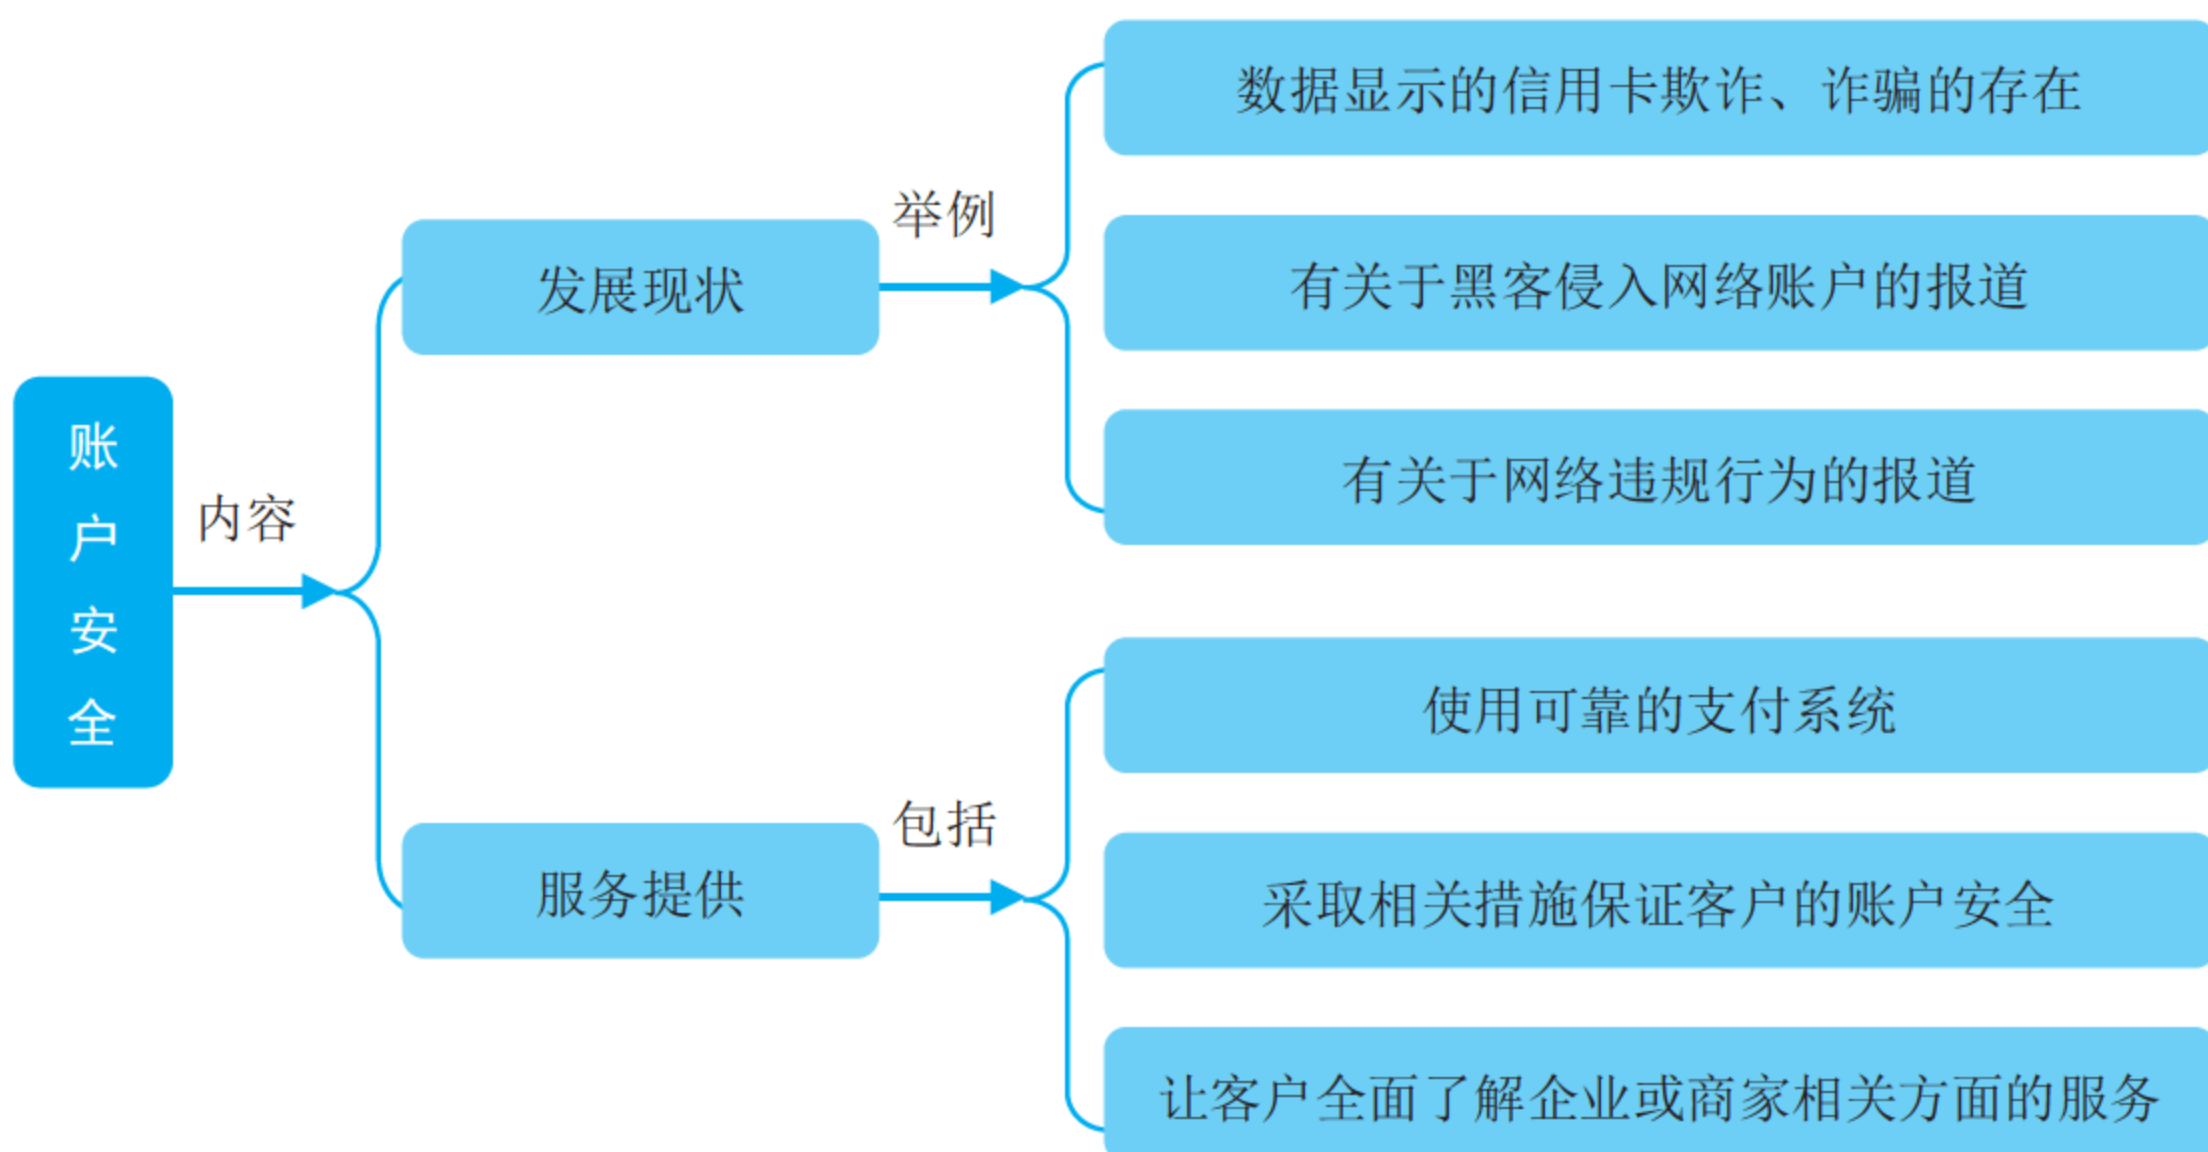 账户安全
内容
发展现状
举例
数据显示的信用卡欺诈、诈骗的存在
有关于黑客侵入网络账户的报道
有关于网络违规行为的报道
服务提供
包括
使用可靠的支付系统
采取相关措施保证客户的账户安全
让客户全面了解企业或商家相关方面的服务